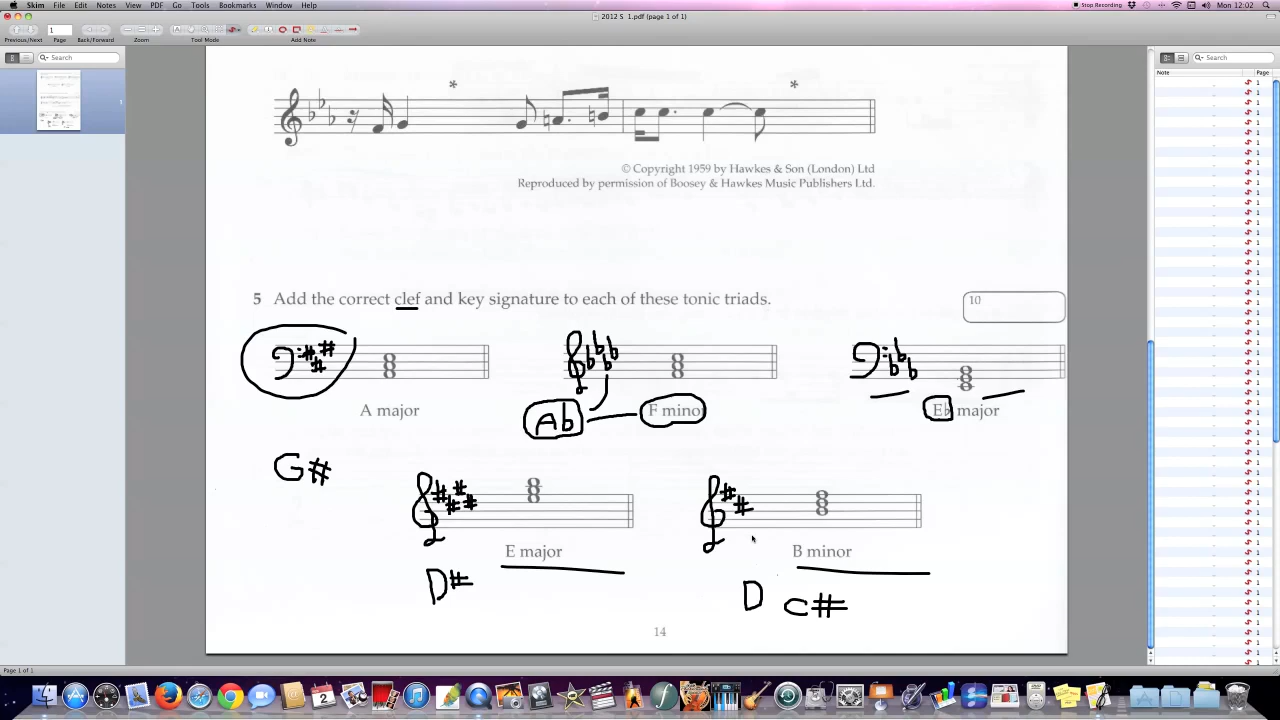 Skim File Edit View PDF Go Tools Bookmarks Window Help
Stop Recording Mon 12:02
2012 S 1.pdf (page 1 of 1)
1
Previous/Next Page Back/Forward Zoom Tool Mode Add Note
Search
Search
Note Page
1
*
*
© Copyright 1959 by Hawkes & Son (London) Ltd
Reproduced by permission of Boosey & Hawkes Music Publishers Ltd.
5 Add the correct clef and key signature to each of these tonic triads.
10
A major
Ab
F minor
E♭ major
G#
E major
B minor
D#
D C#
14
Page 1 of 1